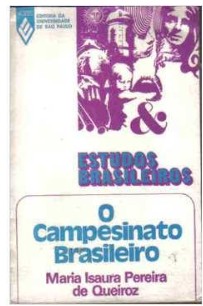 EDITORA DA
UNIVERSIDADE
DE SÃO PAULO
&
ESTUDOS
BRASILEIROS
O
Campesinato
Brasileiro
Maria Isaura Pereira
de Queiroz